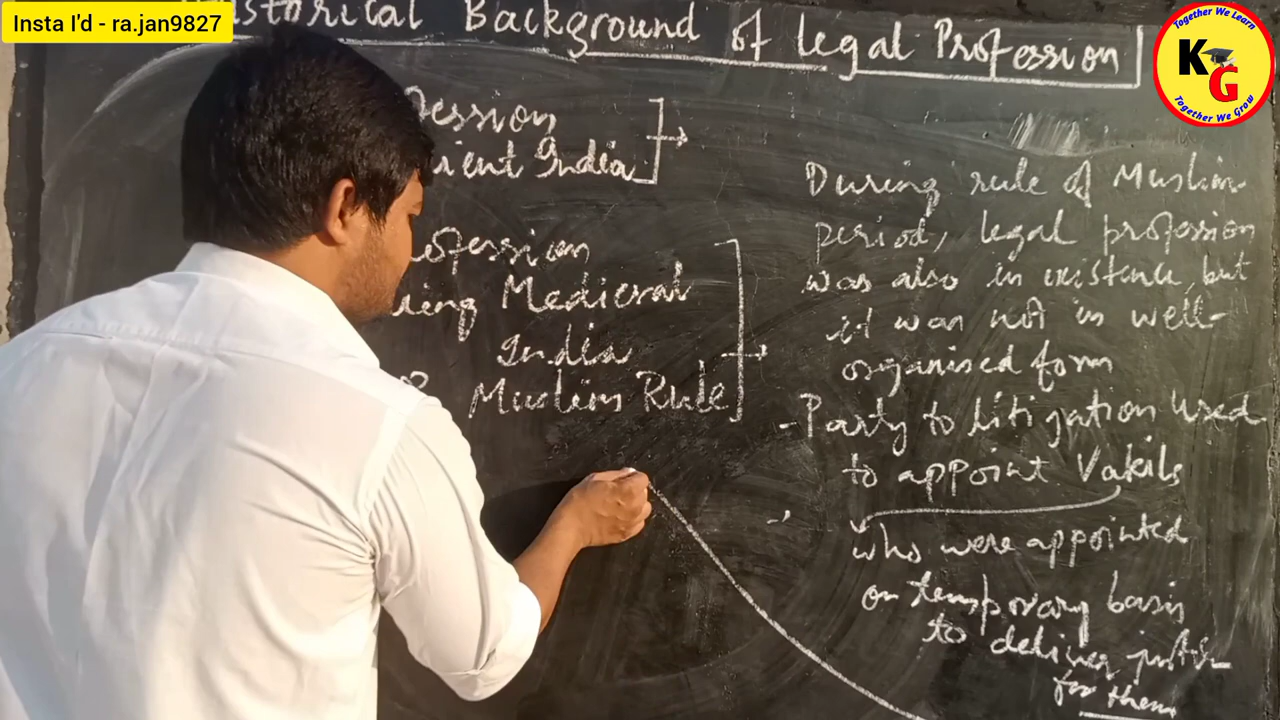 Insta I'd - ra.jan9827
storical Background of legal Profession
Together We Learn
KG
Together We Grow
ession
ient India
ofession
ing Medieval
India
Muslim Rule
During rule of Muslim
period, legal profession
was also in existence, but
it was not in well-
organised form
- Party to litigation used
to appoint Vakils
who were appointed
on temporary basis
to deliver
for them